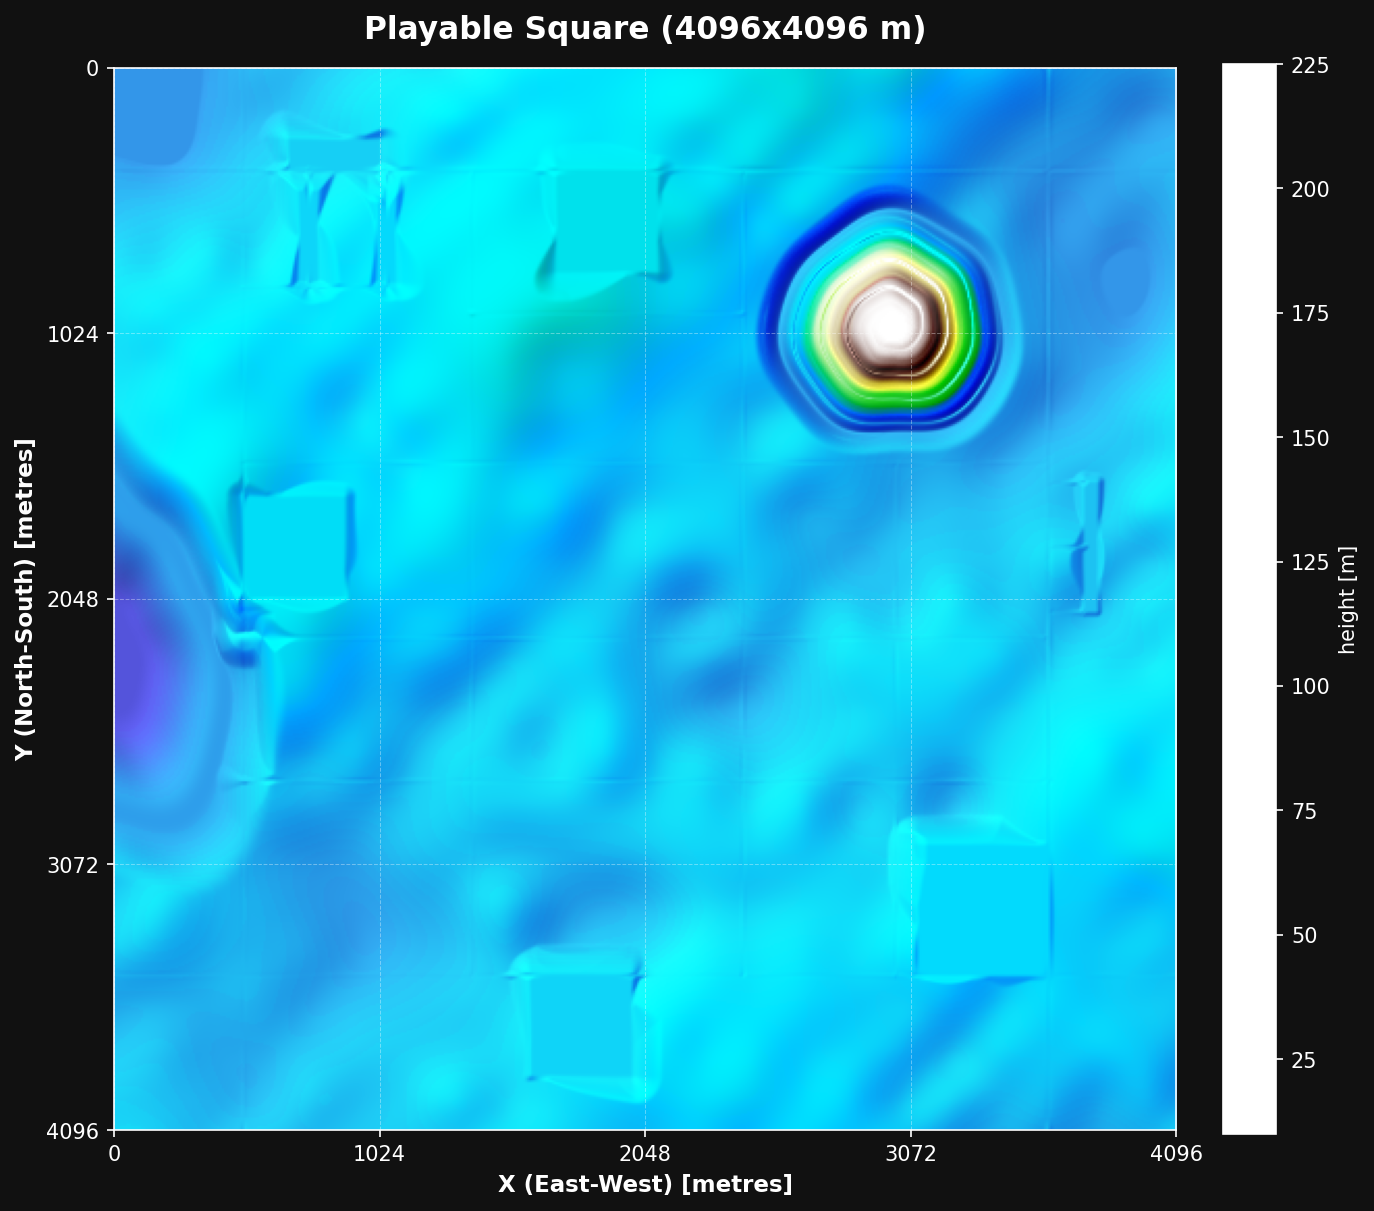 Playable Square (4096x4096 m)
0
1024
2048
3072
4096
Y (North-South) [metres]
0 1024 2048 3072 4096
X (East-West) [metres]
225
200
175
150
125
100
75
50
25
height [m]